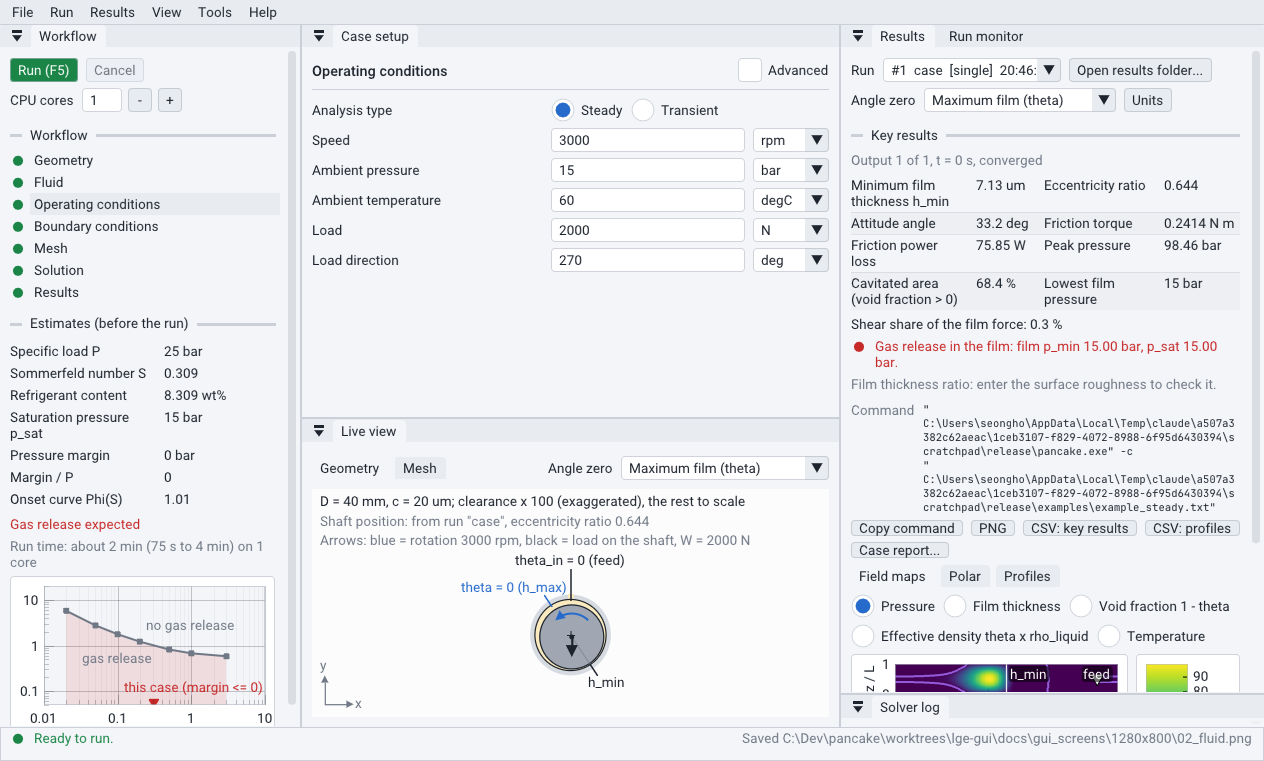 File Run Results View Tools Help
Workflow
Run (F5) Cancel
CPU cores 1 - +
Workflow
Geometry
Fluid
Operating conditions
Boundary conditions
Mesh
Solution
Results
Estimates (before the run)
Specific load P 25 bar
Sommerfeld number S 0.309
Refrigerant content 8.309 wt%
Saturation pressure 15 bar
p_sat
Pressure margin 0 bar
Margin / P 0
Onset curve Phi(S) 1.01
Gas release expected
Run time: about 2 min (75 s to 4 min) on 1
core
10
no gas release
1
gas release
this case (margin <= 0)
0.1
0.01 0.1 1 10
Case setup
Operating conditions Advanced
Analysis type Steady Transient
Speed 3000 rpm
Ambient pressure 15 bar
Ambient temperature 60 degC
Load 2000 N
Load direction 270 deg
Live view
Geometry Mesh Angle zero Maximum film (theta)
D = 40 mm, c = 20 um; clearance x 100 (exaggerated), the rest to scale
Shaft position: from run "case", eccentricity ratio 0.644
Arrows: blue = rotation 3000 rpm, black = load on the shaft, W = 2000 N
theta_in = 0 (feed)
theta = 0 (h_max)
h_min
y
x
Results Run monitor
Run #1 case [single] 20:46: Open results folder...
Angle zero Maximum film (theta) Units
Key results
Output 1 of 1, t = 0 s, converged
Minimum film 7.13 um Eccentricity ratio 0.644
thickness h_min
Attitude angle 33.2 deg Friction torque 0.2414 N m
Friction power 75.85 W Peak pressure 98.46 bar
loss
Cavitated area 68.4 % Lowest film 15 bar
(void fraction > 0) pressure
Shear share of the film force: 0.3 %
Gas release in the film: film p_min 15.00 bar, p_sat 15.00
bar.
Film thickness ratio: enter the surface roughness to check it.
Command "
C:\Users\seongho\AppData\Local\Temp\claude\a507a3
382c62aeac\1ceb3107-f829-4072-8988-6f95d6430394\s
cratchpad\release\pancake.exe" -c
"
C:\Users\seongho\AppData\Local\Temp\claude\a507a3
382c62aeac\1ceb3107-f829-4072-8988-6f95d6430394\s
cratchpad\release\examples\example_steady.txt"
Copy command PNG CSV: key results CSV: profiles
Case report...
Field maps Polar Profiles
Pressure Film thickness Void fraction 1 - theta
Effective density theta x rho_liquid Temperature
z / L 1 h_min feed 90
80
Solver log
Ready to run. Saved C:\Dev\pancake\worktrees\lge-gui\docs\gui_screens\1280x800\02_fluid.png